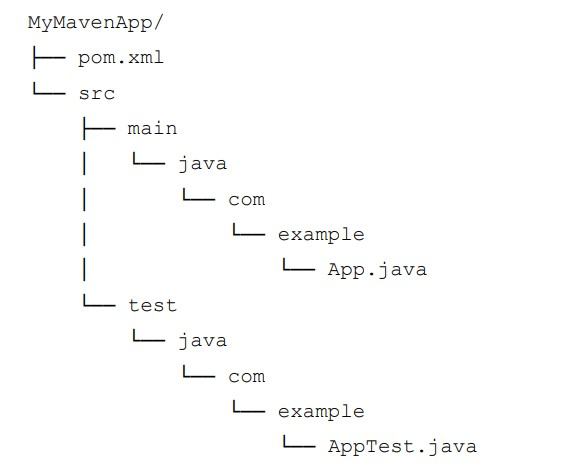 MyMavenApp/
├── pom.xml
└── src
    ├── main
    │   └── java
    │       └── com
    │           └── example
    │               └── App.java
    └── test
        └── java
            └── com
                └── example
                    └── AppTest.java